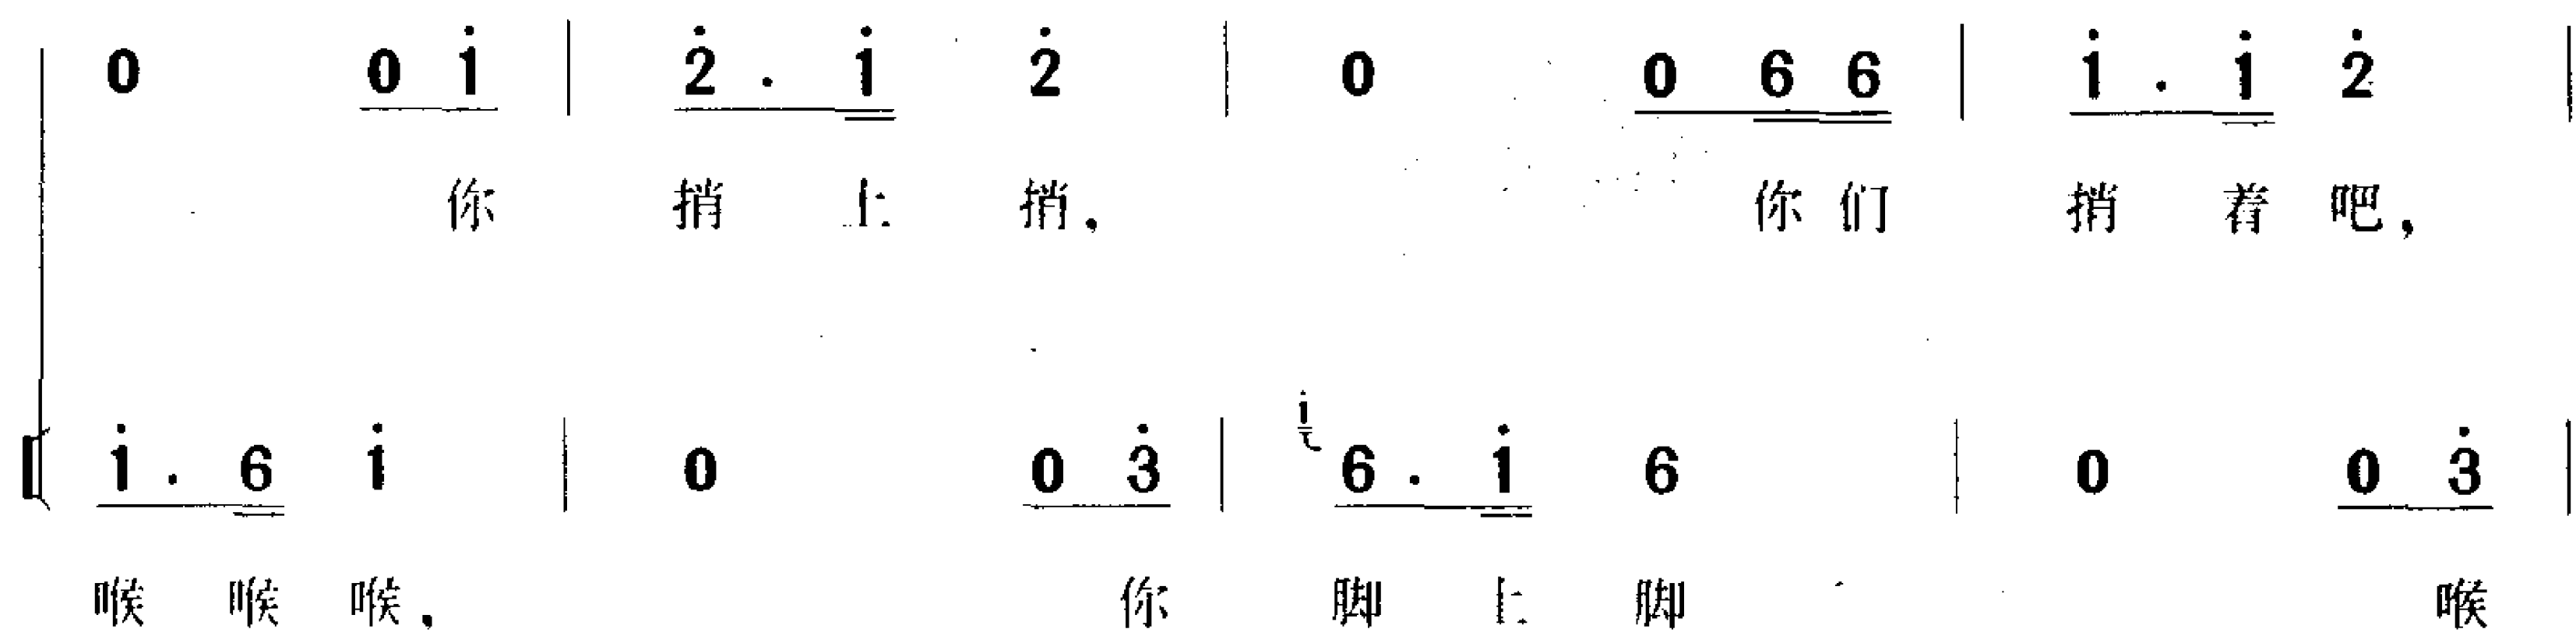 0 0 i̇ | 2̇ . i̇ 2̇ | 0 0 6 6 | i̇ . i̇ 2̇ |
你 捎 上 捎, 你们 捎 着 吧,
i̇ . 6 i̇ | 0 0 3̇ | i̇ 6 . i̇ 6 | 0 0 3̇ |
喉 喉 喉, 你 脚 上 脚 喉